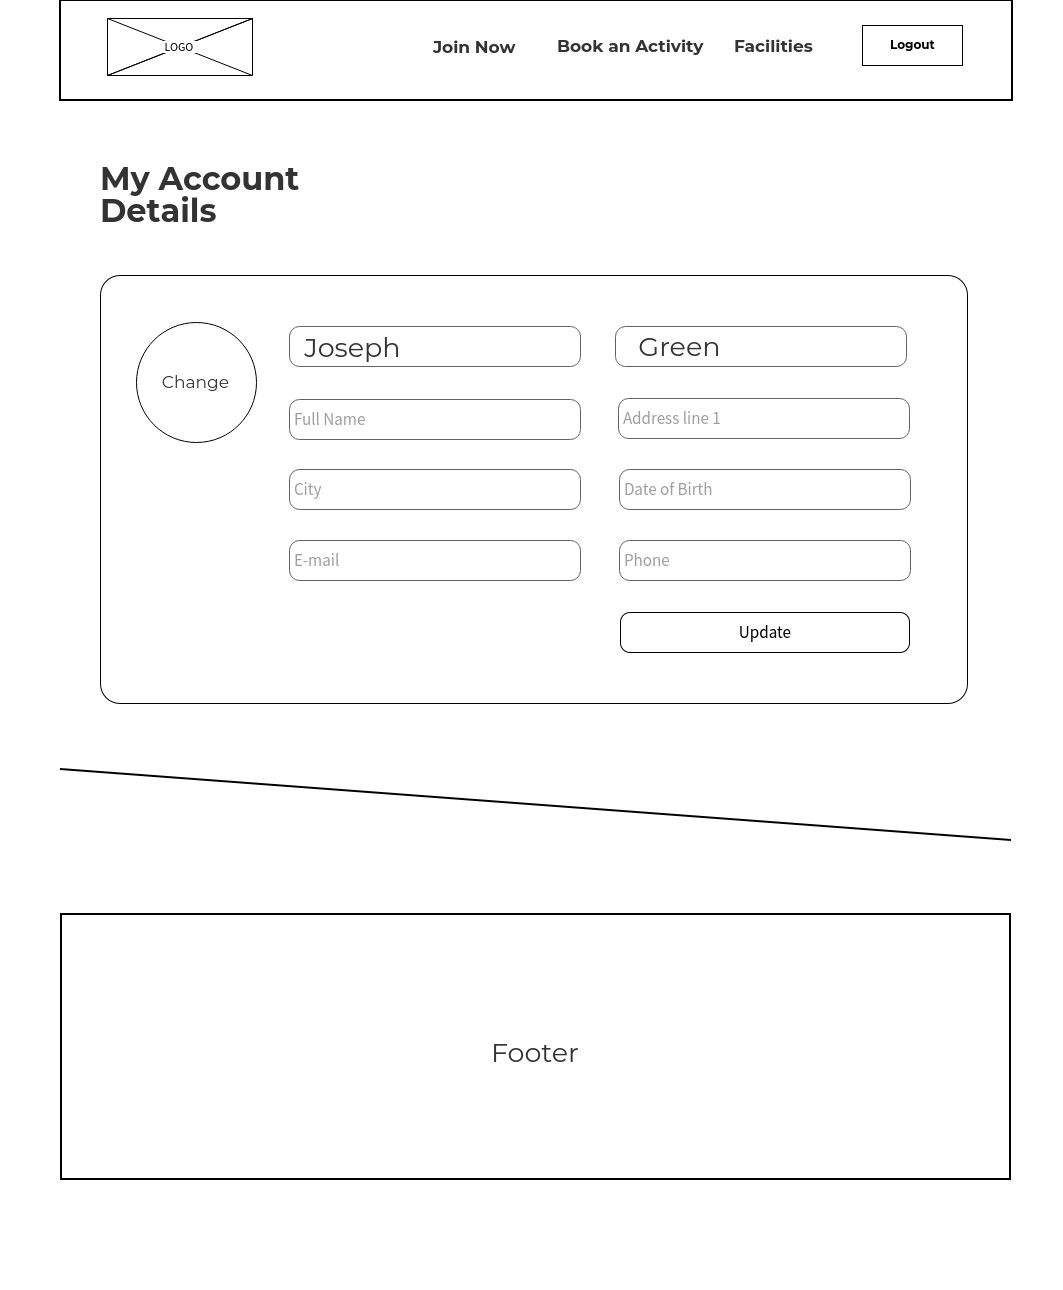 LOGO
Join Now
Book an Activity
Facilities
Logout
My Account
Details
Change
Joseph
Green
Full Name
Address line 1
City
Date of Birth
E-mail
Phone
Update
Footer